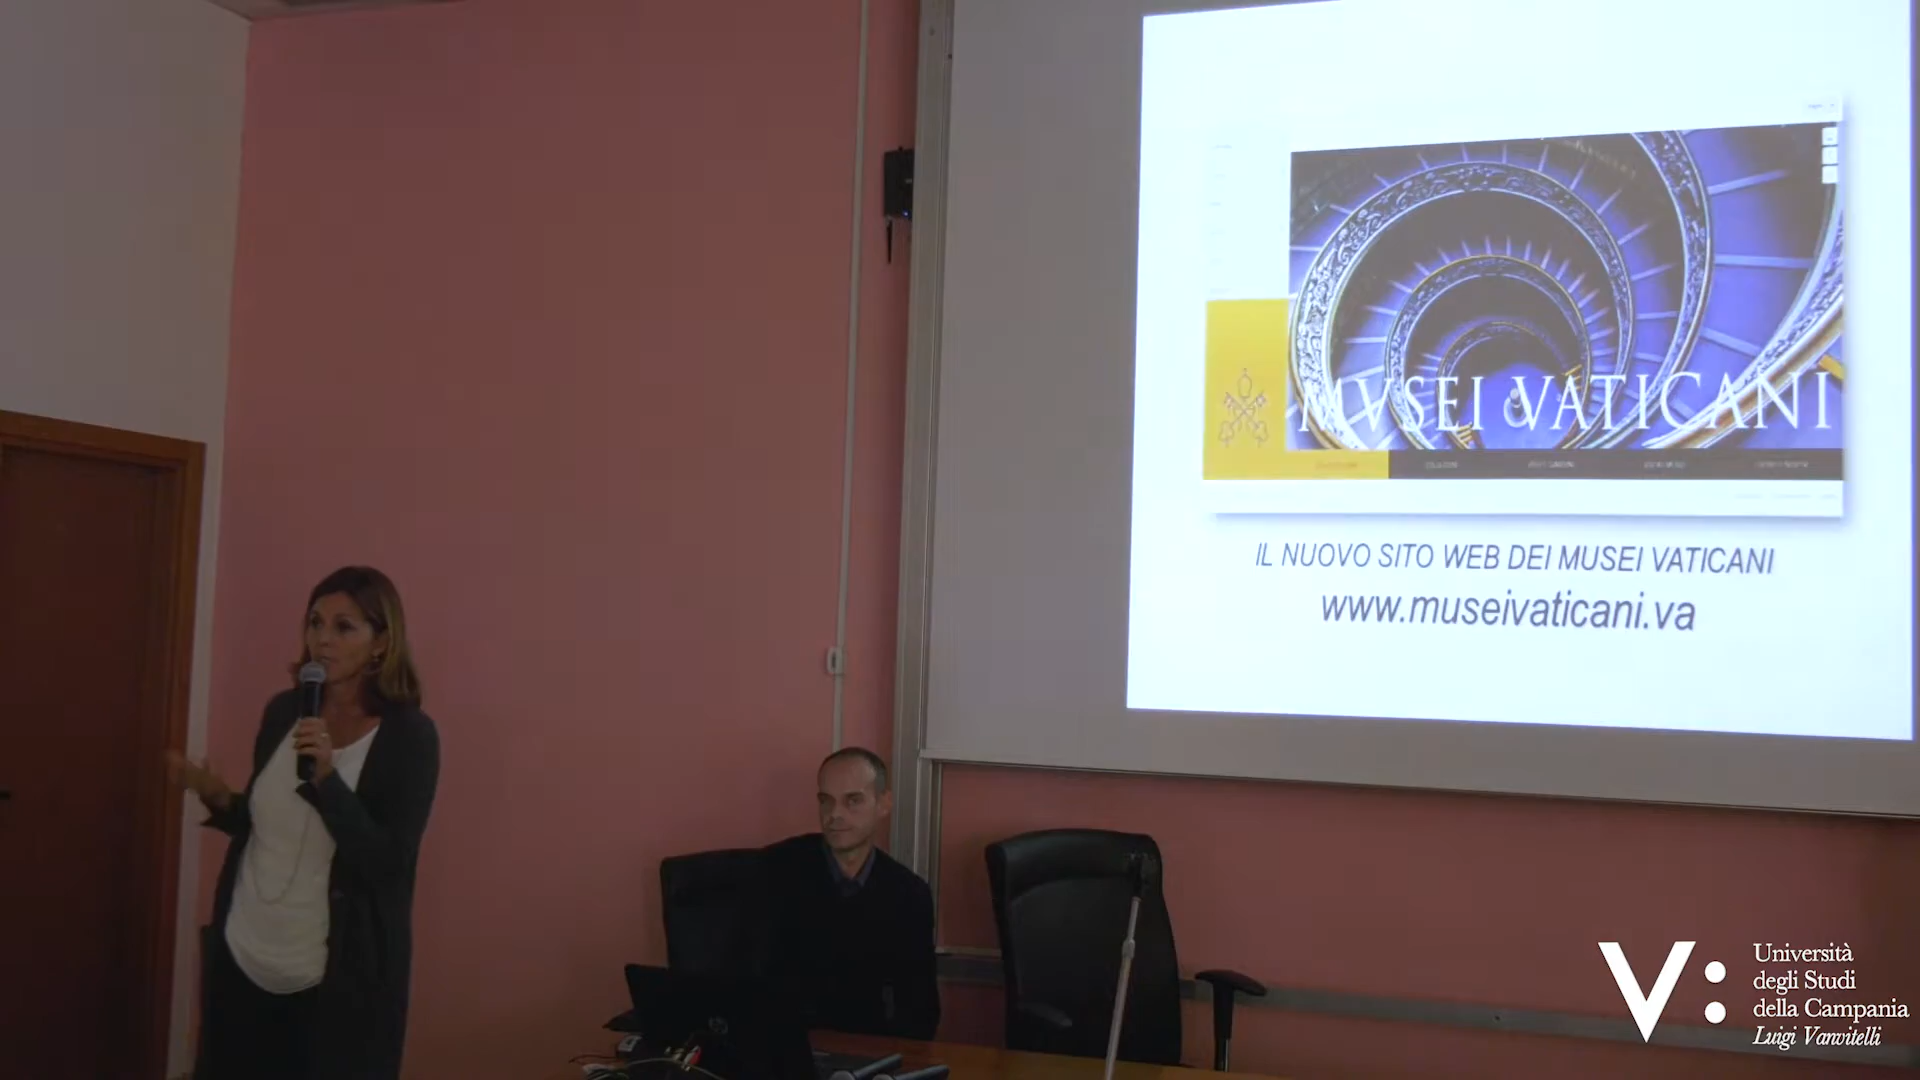 MVSEI VATICANI
IL NUOVO SITO WEB DEI MUSEI VATICANI
www.museivaticani.va
V:
Università
degli Studi
della Campania
Luigi Vanvitelli